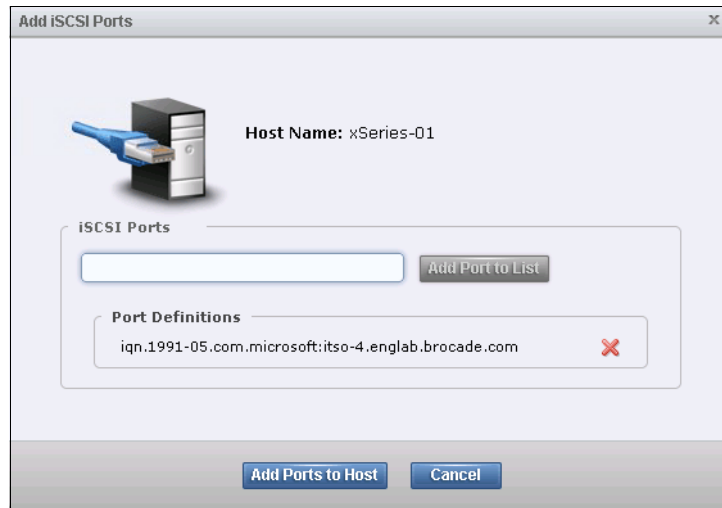 Add iSCSI Ports x
Host Name: xSeries-01
iSCSI Ports
Add Port to List
Port Definitions
iqn.1991-05.com.microsoft:itso-4.englab.brocade.com
Add Ports to Host Cancel